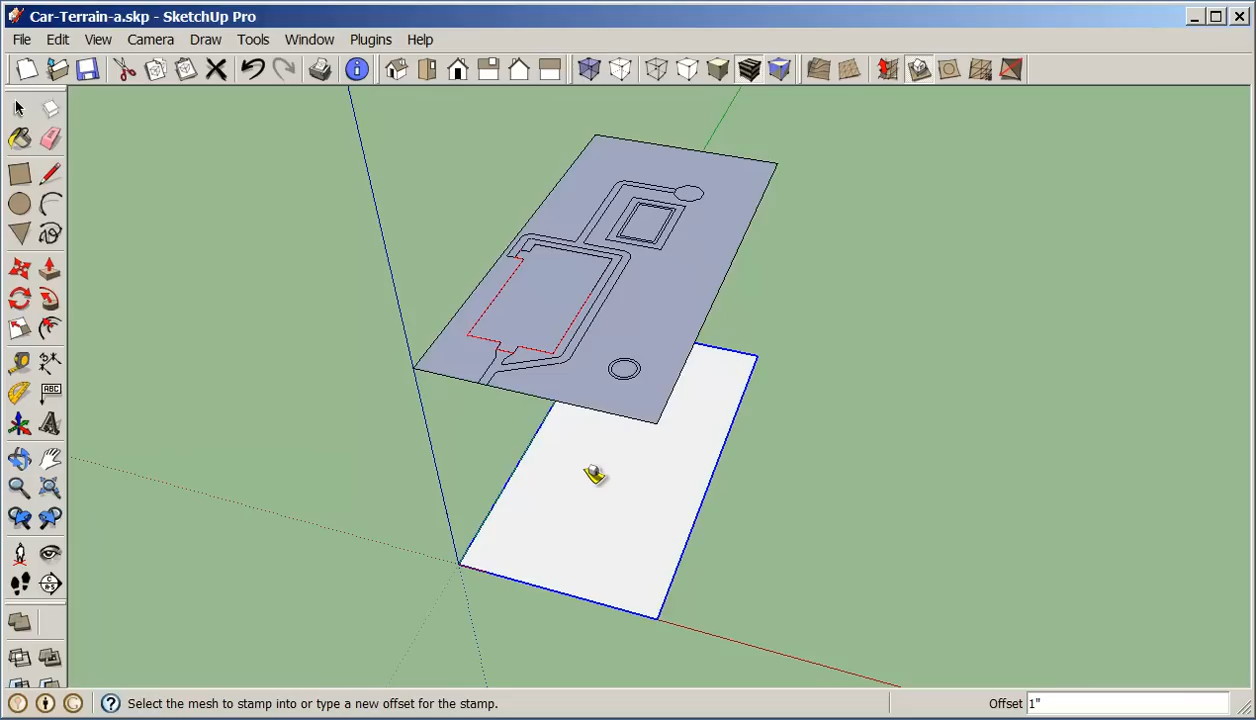 Car-Terrain-a.skp - SketchUp Pro
File Edit View Camera Draw Tools Window Plugins Help
ABC
Select the mesh to stamp into or type a new offset for the stamp.
Offset 1"